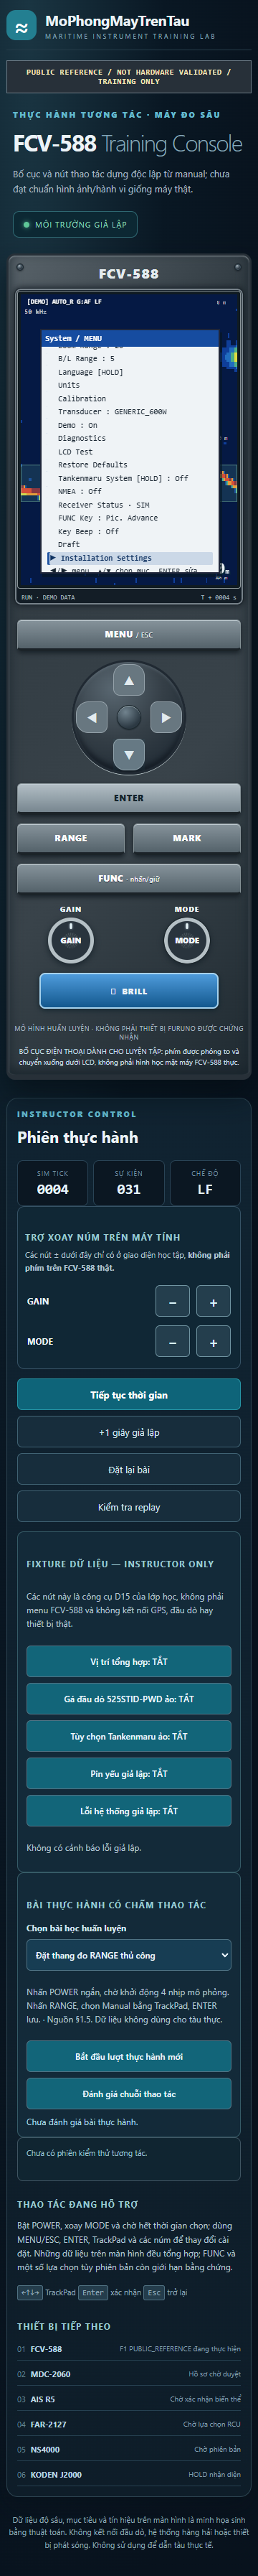 MoPhongMayTrenTau
MARITIME INSTRUMENT TRAINING LAB
PUBLIC REFERENCE / NOT HARDWARE VALIDATED /
TRAINING ONLY
THỰC HÀNH TƯƠNG TÁC · MÁY ĐO SÂU
FCV-588 Training Console
Bố cục và nút thao tác dựng độc lập từ manual; chưa
đạt chuẩn hình ảnh/hành vi giống máy thật.
MÔI TRƯỜNG GIẢ LẬP
FCV-588
[DEMO] AUTO_R G:AF LF
50 kHz
System / MENU
B/L Range : 5
Language [HOLD]
Units
Calibration
Transducer : GENERIC_600W
Demo : On
Diagnostics
LCD Test
Restore Defaults
Tankenmaru System [HOLD] : Off
NMEA : Off
Receiver Status · SIM
FUNC Key : Pic. Advance
Key Beep : Off
Draft
▶ Installation Settings
◀/▶ menu, ▲/▼ chọn mục, ENTER sửa
RUN · DEMO DATA
T + 0004 s
MENU / ESC
ENTER
RANGE
MARK
FUNC · nhấn/giữ
GAIN
MODE
GAIN
MODE
BRILL
MÔ HÌNH HUẤN LUYỆN · KHÔNG PHẢI THIẾT BỊ FURUNO ĐƯỢC CHỨNG
NHẬN
BỐ CỤC ĐIỆN THOẠI DÀNH CHO LUYỆN TẬP: phím được phóng to và
chuyển xuống dưới LCD, không phải hình học mặt máy FCV-588 thực.
INSTRUCTOR CONTROL
Phiên thực hành
SIM TICK
0004
SỰ KIỆN
031
CHẾ ĐỘ
LF
TRỢ XOAY NÚM TRÊN MÁY TÍNH
Các nút ± dưới đây chỉ có ở giao diện học tập, không phải
phím trên FCV-588 thật.
GAIN
−
+
MODE
−
+
Tiếp tục thời gian
+1 giây giả lập
Đặt lại bài
Kiểm tra replay
FIXTURE DỮ LIỆU — INSTRUCTOR ONLY
Các nút này là công cụ D15 của lớp học, không phải
menu FCV-588 và không kết nối GPS, đầu dò hay
thiết bị thật.
Vị trí tổng hợp: TẮT
Gá đầu dò 525STID-PWD ảo: TẮT
Tùy chọn Tankenmaru ảo: TẮT
Pin yếu giả lập: TẮT
Lỗi hệ thống giả lập: TẮT
Không có cảnh báo lỗi giả lập.
BÀI THỰC HÀNH CÓ CHẤM THAO TÁC
Chọn bài học huấn luyện
Đặt thang đo RANGE thủ công
Nhấn POWER ngắn, chờ khởi động 4 nhịp mô phỏng.
Nhấn RANGE, chọn Manual bằng TrackPad, ENTER
lưu. · Nguồn §1.5. Dữ liệu không dùng cho tàu thực.
Bắt đầu lượt thực hành mới
Đánh giá chuỗi thao tác
Chưa đánh giá bài thực hành.
Chưa có phiên kiểm thử tương tác.
THAO TÁC ĐANG HỖ TRỢ
Bật POWER, xoay MODE và chờ hết thời gian chọn; dùng
MENU/ESC, ENTER, TrackPad và các núm để thay đổi cài
đặt. Những dữ liệu trên màn hình đều tổng hợp; FUNC và
một số lựa chọn tùy phiên bản còn giới hạn bằng chứng.
←↑↓→ TrackPad Enter xác nhận Esc trở lại
THIẾT BỊ TIẾP THEO
01 FCV-588 F1 PUBLIC_REFERENCE đang thực hiện
02 MDC-2060 Hồ sơ chờ duyệt
03 AIS R5 Chờ xác nhận biến thể
04 FAR-2127 Chờ lựa chọn RCU
05 NS4000 Chờ phiên bản
06 KODEN J2000 HOLD nhận diện
Dữ liệu độ sâu, mục tiêu và tín hiệu trên màn hình là minh họa sinh
bằng thuật toán. Không kết nối đầu dò, hệ thống hàng hải hoặc thiết
bị phát sóng. Không sử dụng để dẫn tàu thực tế.